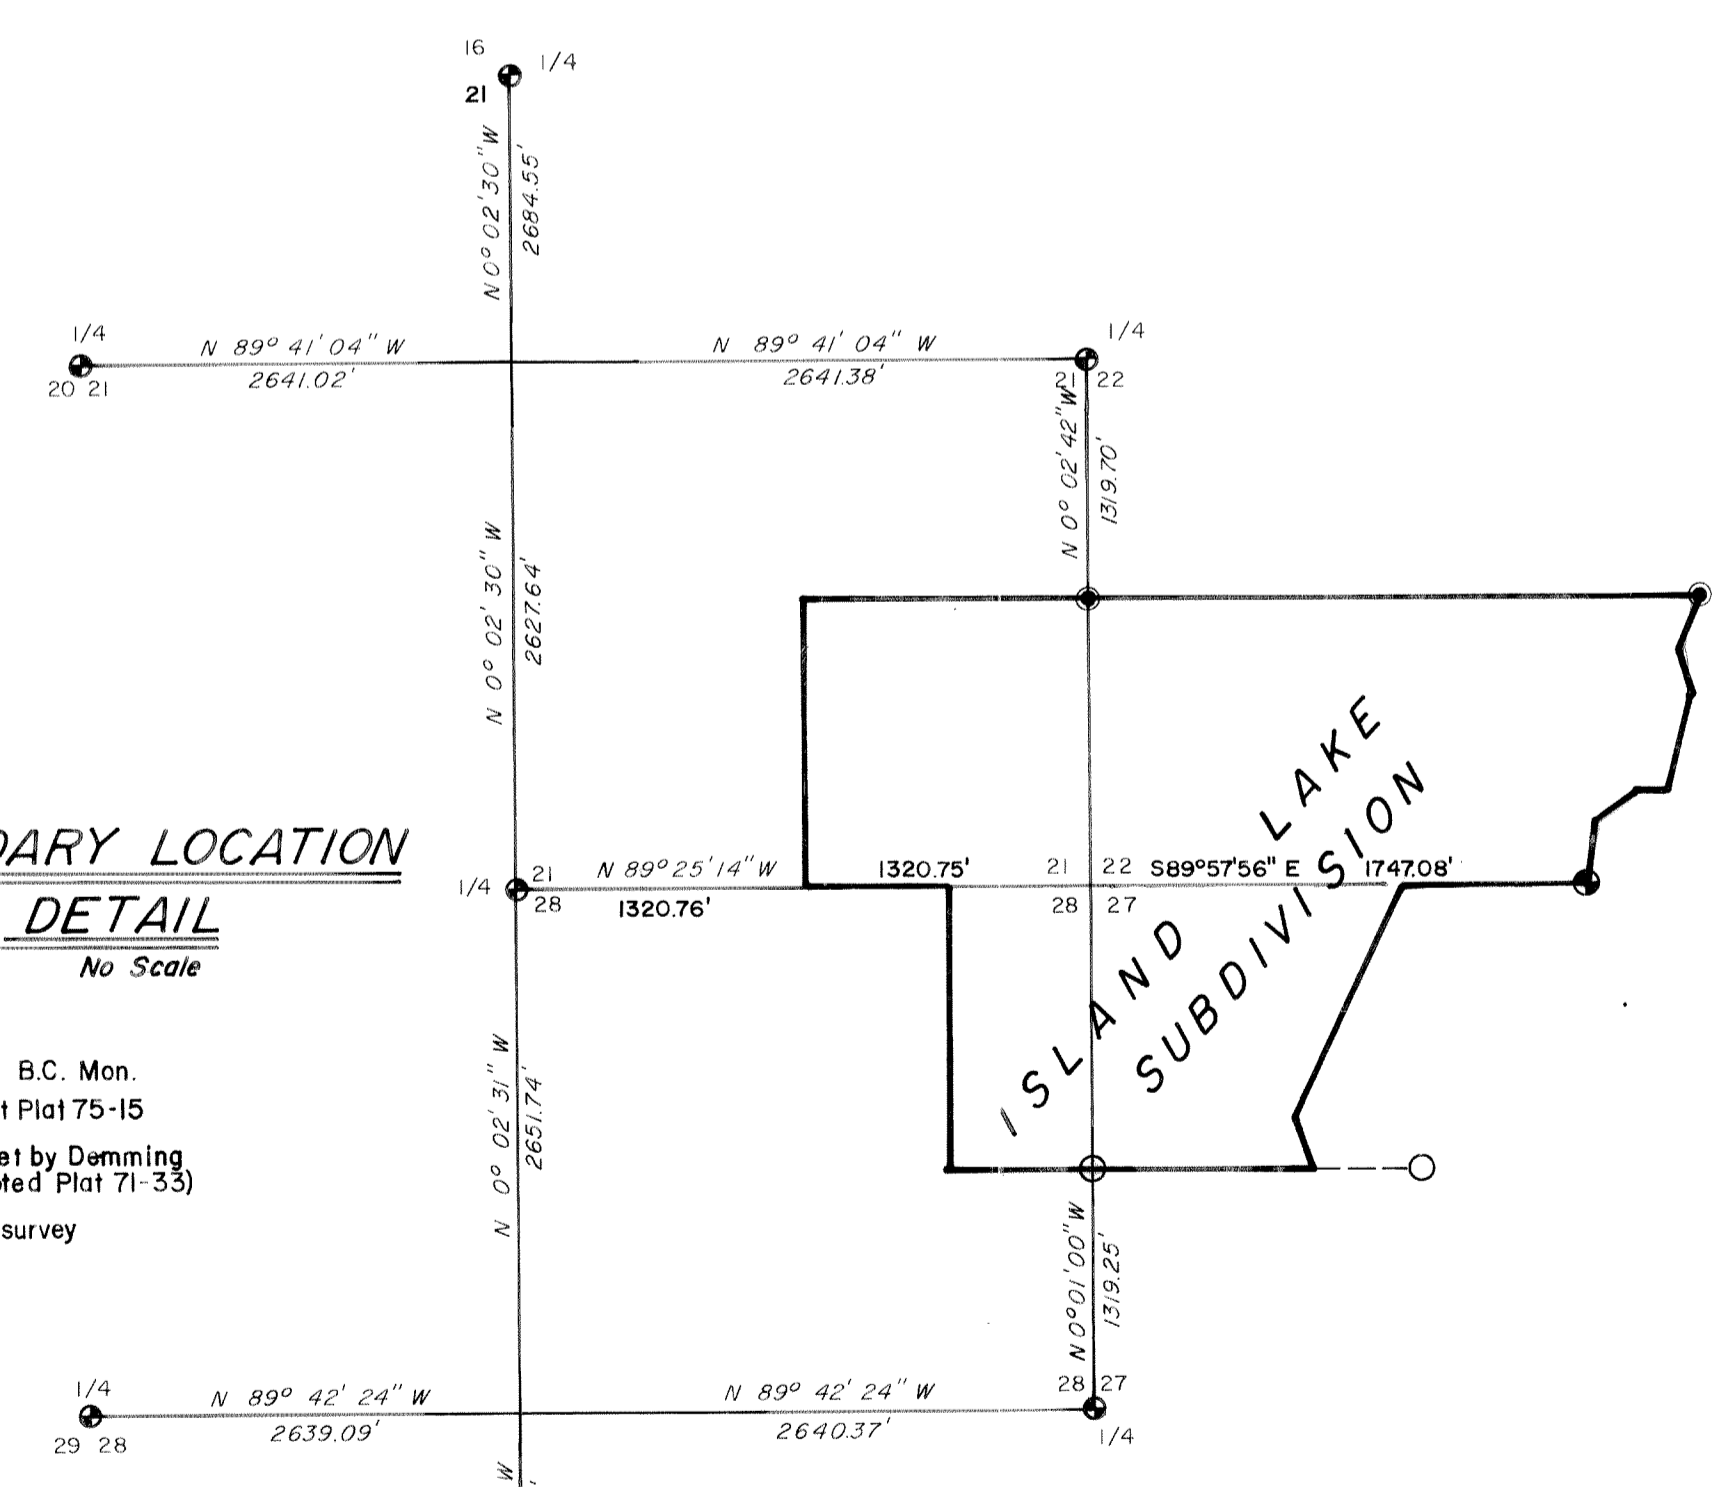 16
1/4
21
N 0° 02' 30" W
2684.55'
1/4
N 89° 41' 04" W
N 89° 41' 04" W
1/4
20 21
2641.02'
2641.38'
21 22
N 0° 02' 42" W
1319.70'
N 0° 02' 30" W
2627.64'
DARY LOCATION
DETAIL
No Scale
1/4
21
28
N 89° 25' 14" W
1320.76'
1320.75'
21 22
28 27
S89°57'56" E
1747.08'
ISLAND LAKE
SUBDIVISION
B.C. Mon.
t Plat 75-15
et by Demming
ted Plat 71-33)
survey
N 0° 02' 31" W
2651.74'
N 0° 01' 00" W
1319.25'
1/4
N 89° 42' 24" W
N 89° 42' 24" W
28 27
29 28
2639.09'
2640.37'
1/4
W